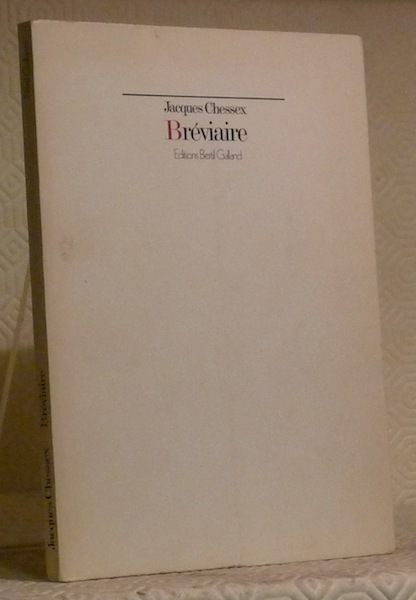 Jacques Chessex
Bréviaire
Editions Bertil Galland
Jacques Chessex Bréviaire